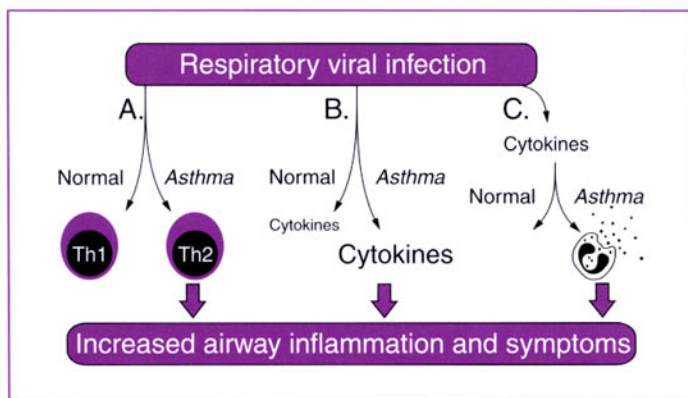 Respiratory viral infection
A.
B.
C.
Cytokines
Normal
Asthma
Normal
Asthma
Normal
Asthma
Cytokines
Th1
Th2
Cytokines
Increased airway inflammation and symptoms